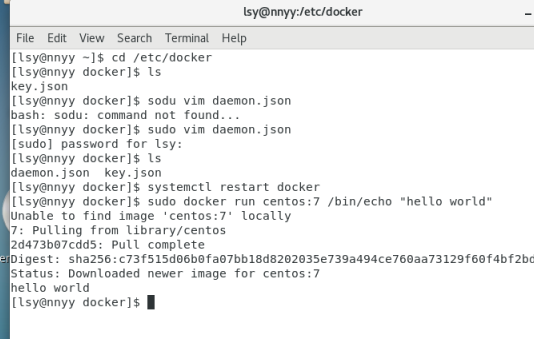 lsy@nnyy:/etc/docker
File Edit View Search Terminal Help
[lsy@nnyy ~]$ cd /etc/docker
[lsy@nnyy docker]$ ls
key.json
[lsy@nnyy docker]$ sodu vim daemon.json
bash: sodu: command not found...
[lsy@nnyy docker]$ sudo vim daemon.json
[sudo] password for lsy:
[lsy@nnyy docker]$ ls
daemon.json  key.json
[lsy@nnyy docker]$ systemctl restart docker
[lsy@nnyy docker]$ sudo docker run centos:7 /bin/echo "hello world"
Unable to find image 'centos:7' locally
7: Pulling from library/centos
2d473b07cdd5: Pull complete
Digest: sha256:c73f515d06b0fa07bb18d8202035e739a494ce760aa73129f60f4bf2bd
Status: Downloaded newer image for centos:7
hello world
[lsy@nnyy docker]$